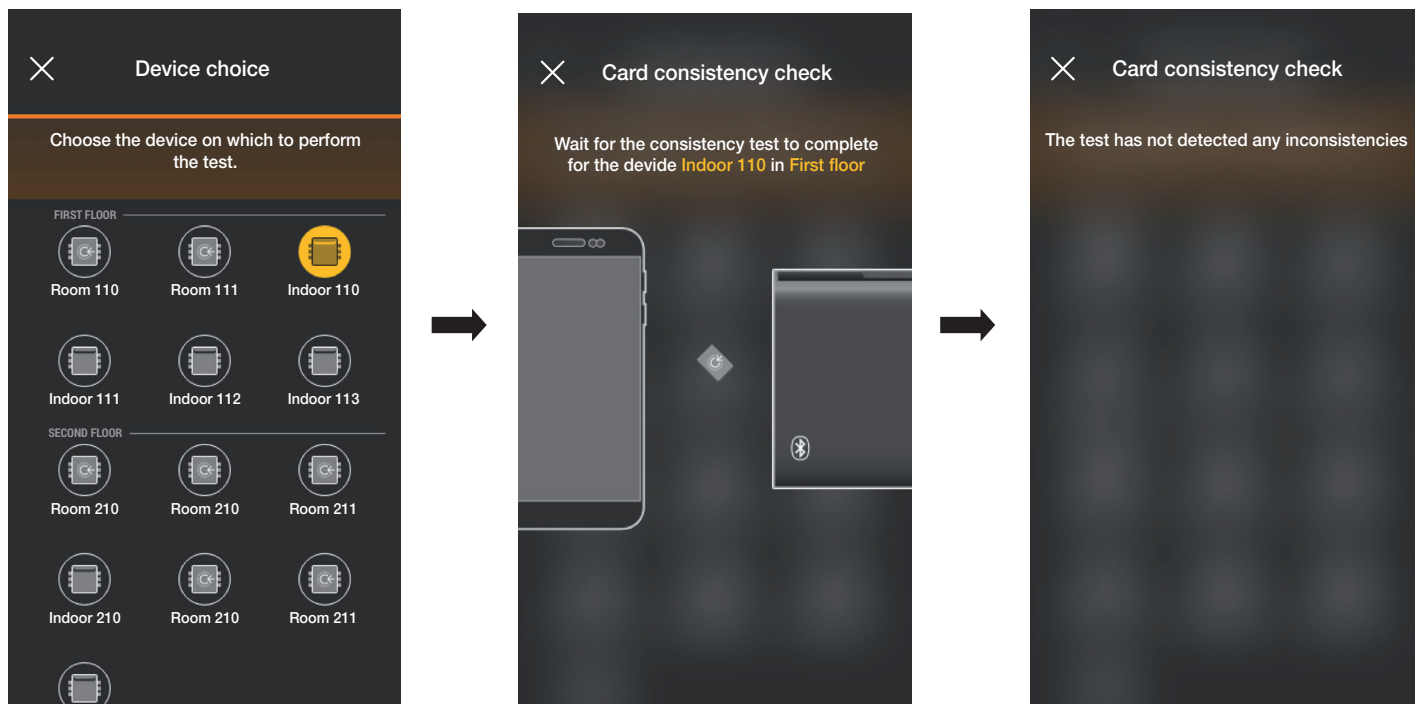 Device choice
Choose the device on which to perform
the test.
FIRST FLOOR
Room 110
Room 111
Indoor 110
Indoor 111
Indoor 112
Indoor 113
SECOND FLOOR
Room 210
Room 210
Room 211
Indoor 210
Room 210
Room 211
Card consistency check
Wait for the consistency test to complete
for the devide Indoor 110 in First floor
Card consistency check
The test has not detected any inconsistencies